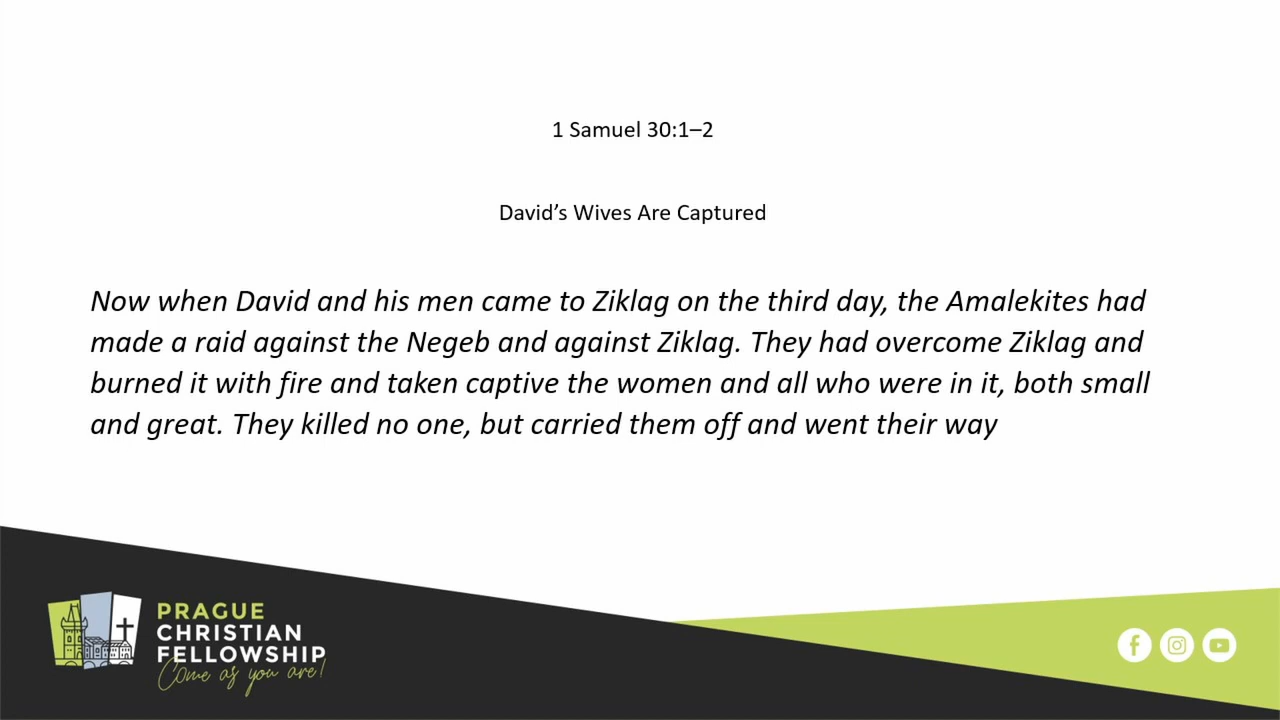 1 Samuel 30:1–2
David’s Wives Are Captured
Now when David and his men came to Ziklag on the third day, the Amalekites had
made a raid against the Negeb and against Ziklag. They had overcome Ziklag and
burned it with fire and taken captive the women and all who were in it, both small
and great. They killed no one, but carried them off and went their way
PRAGUE
CHRISTIAN
FELLOWSHIP
Come as you are!